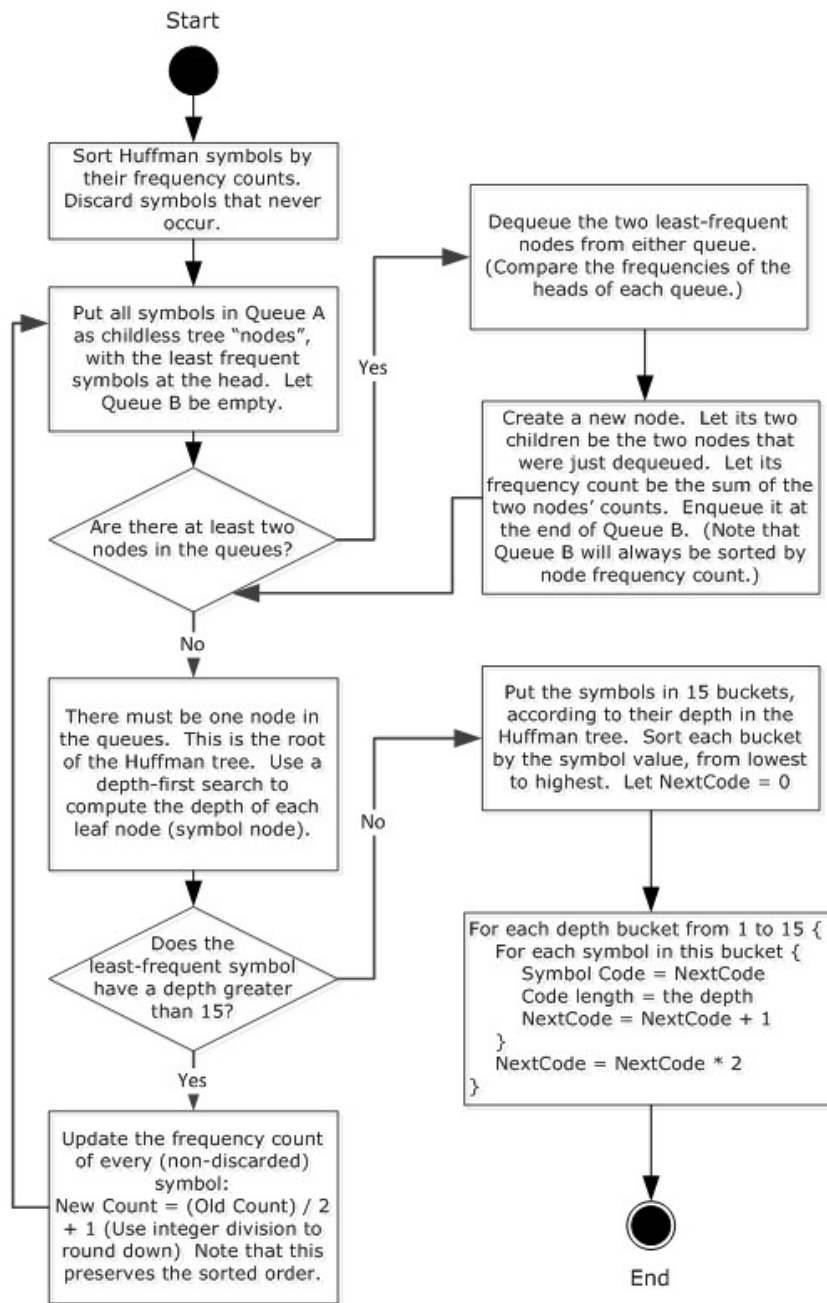 Start
Sort Huffman symbols by
their frequency counts.
Discard symbols that never
occur.
Put all symbols in Queue A
as childless tree “nodes”,
with the least frequent
symbols at the head. Let
Queue B be empty.
Are there at least two
nodes in the queues?
Yes
Dequeue the two least-frequent
nodes from either queue.
(Compare the frequencies of the
heads of each queue.)
Create a new node. Let its two
children be the two nodes that
were just dequeued. Let its
frequency count be the sum of the
two nodes’ counts. Enqueue it at
the end of Queue B. (Note that
Queue B will always be sorted by
node frequency count.)
No
There must be one node in
the queues. This is the root
of the Huffman tree. Use a
depth-first search to
compute the depth of each
leaf node (symbol node).
Does the
least-frequent symbol
have a depth greater
than 15?
Yes
Update the frequency count
of every (non-discarded)
symbol:
New Count = (Old Count) / 2
+ 1 (Use integer division to
round down) Note that this
preserves the sorted order.
No
Put the symbols in 15 buckets,
according to their depth in the
Huffman tree. Sort each bucket
by the symbol value, from lowest
to highest. Let NextCode = 0
For each depth bucket from 1 to 15 {
For each symbol in this bucket {
Symbol Code = NextCode
Code length = the depth
NextCode = NextCode + 1
}
NextCode = NextCode * 2
}
End